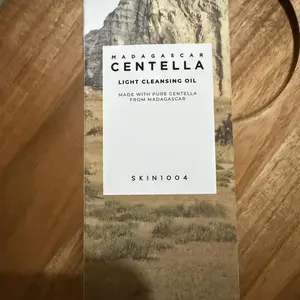 MADAGASCAR
CENTELLA
LIGHT CLEANSING OIL
MADE WITH PURE CENTELLA
FROM MADAGASCAR
SKIN1004